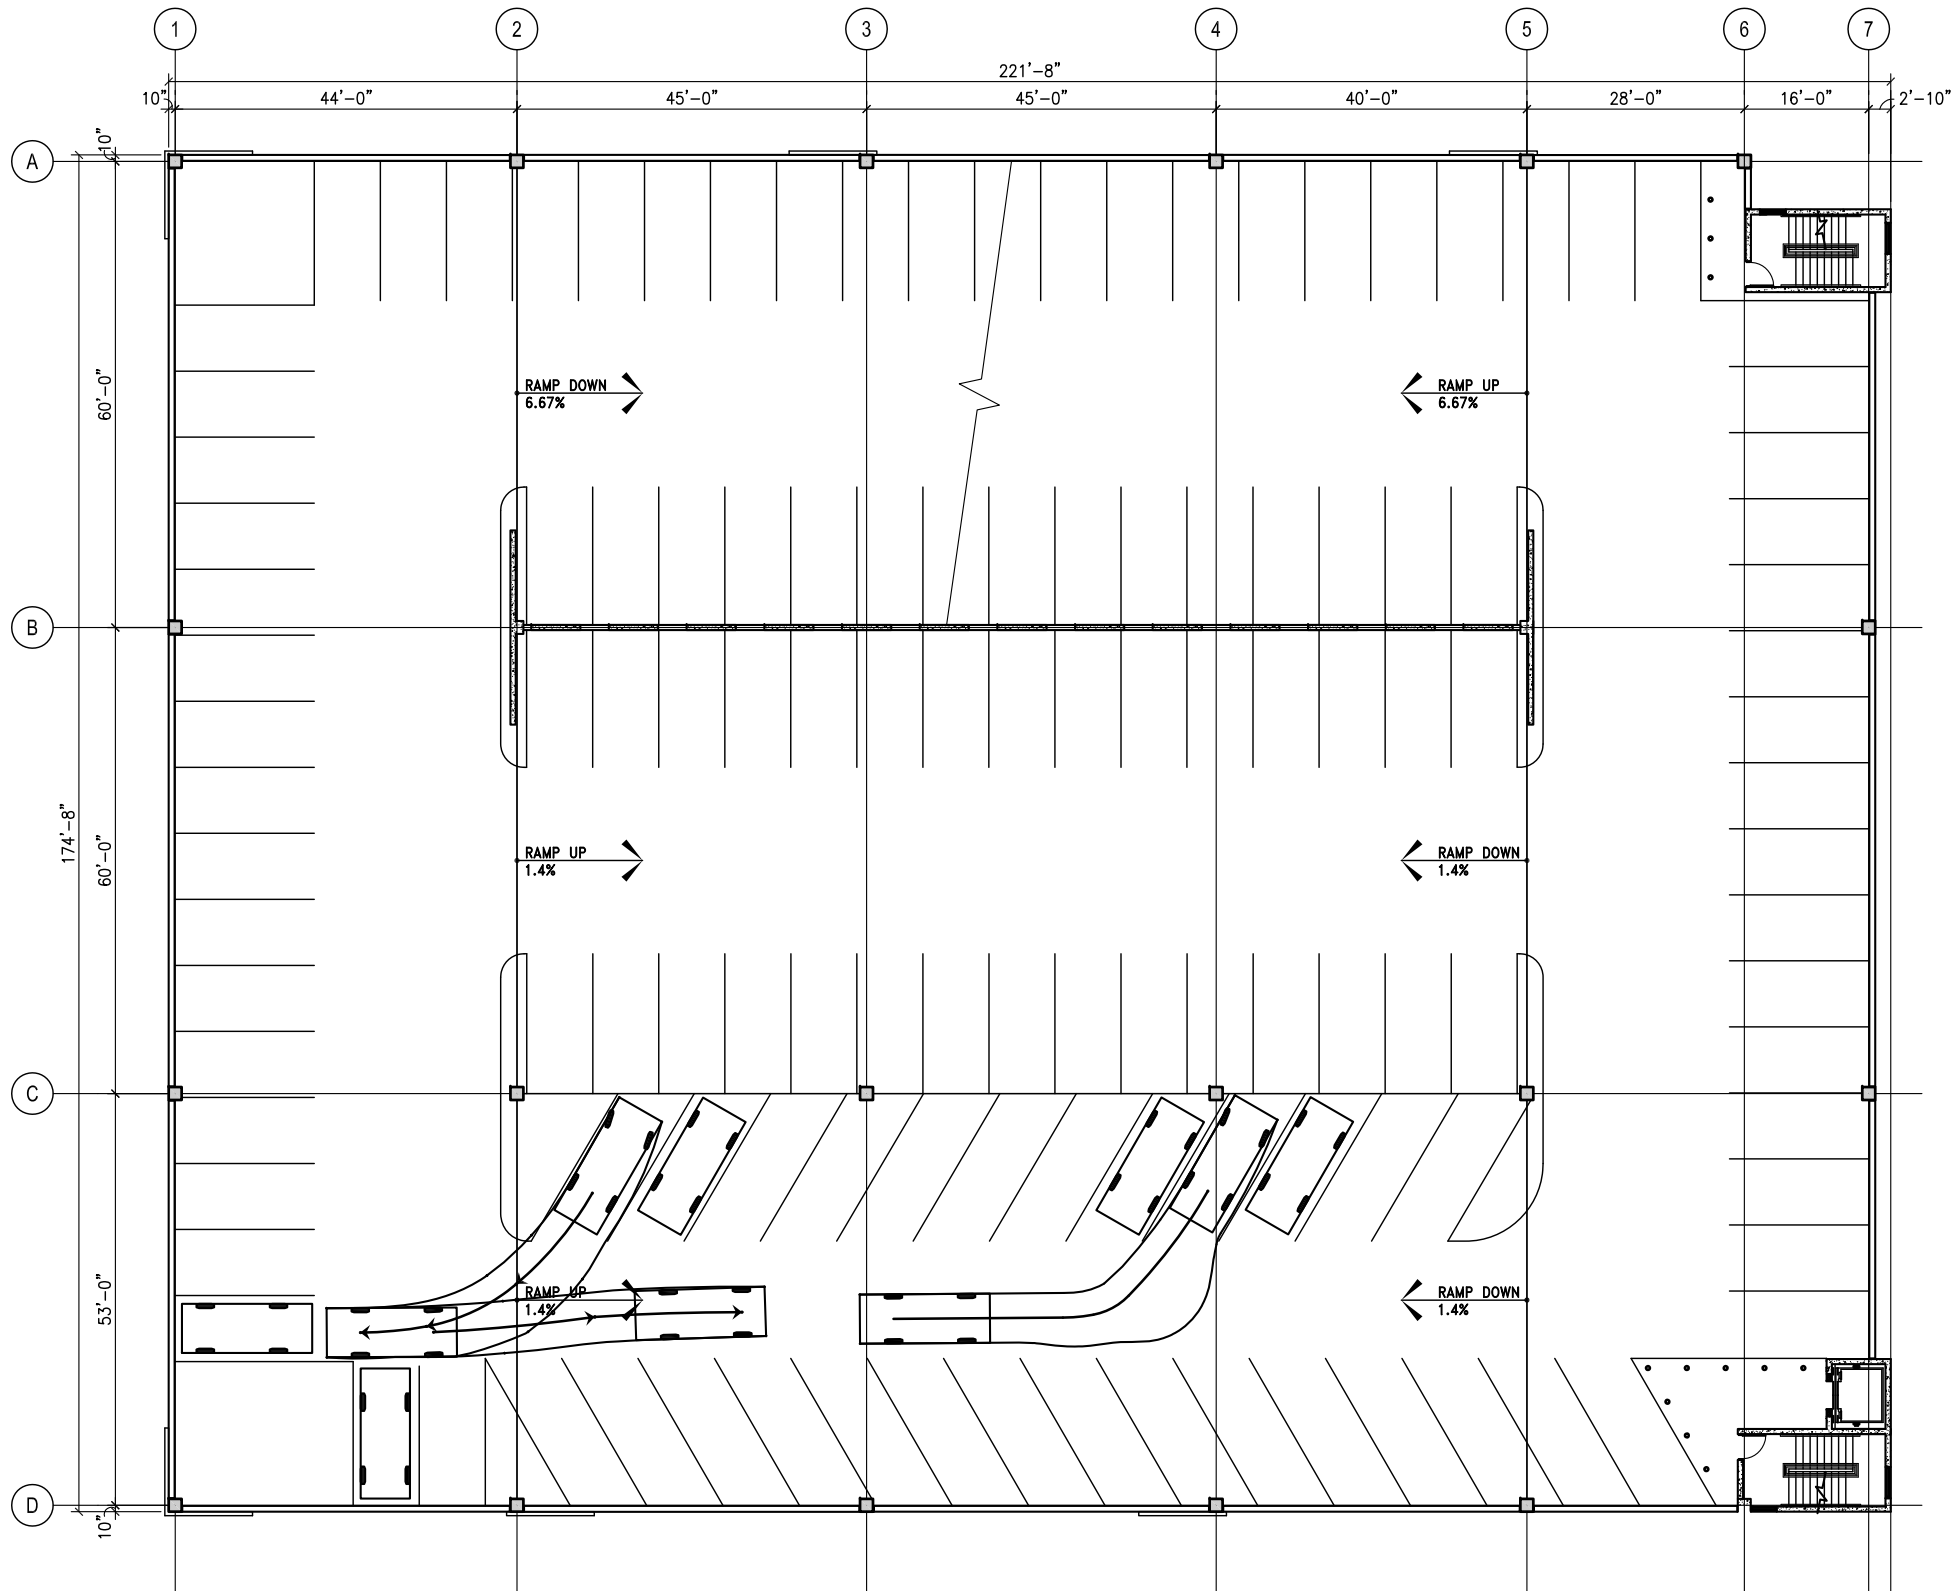 1 2 3 4 5 6 7
221'-8"
10" 44'-0" 45'-0" 45'-0" 40'-0" 28'-0" 16'-0" 2'-10"
10"
A
60'-0"
RAMP DOWN
6.67%
RAMP UP
6.67%
B
174'-8"
60'-0"
RAMP UP
1.4%
RAMP DOWN
1.4%
C
53'-0"
RAMP UP
1.4%
RAMP DOWN
1.4%
D
10"